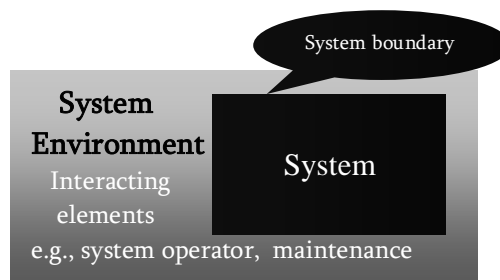 System boundary
System
Environment
Interacting
elements
e.g., system operator, maintenance
System